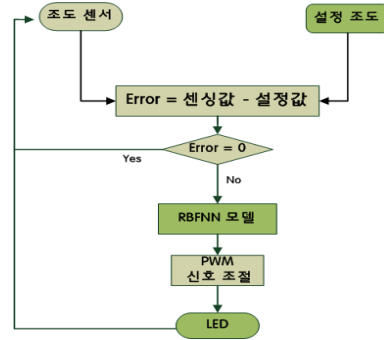 조도 센서
설정 조도
Error = 센싱값 - 설정값
Error = 0
Yes
No
RBFNN 모델
PWM
신호 조절
LED